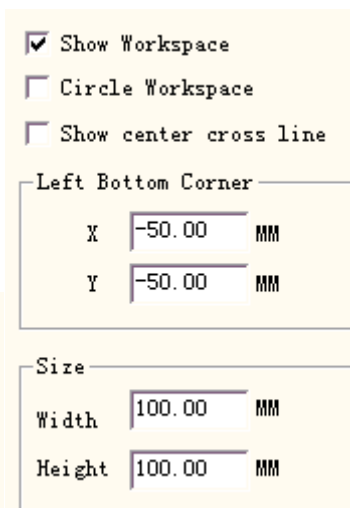 Show Workspace
Circle Workspace
Show center cross line
Left Bottom Corner
X -50.00 MM
Y -50.00 MM
Size
Width 100.00 MM
Height 100.00 MM